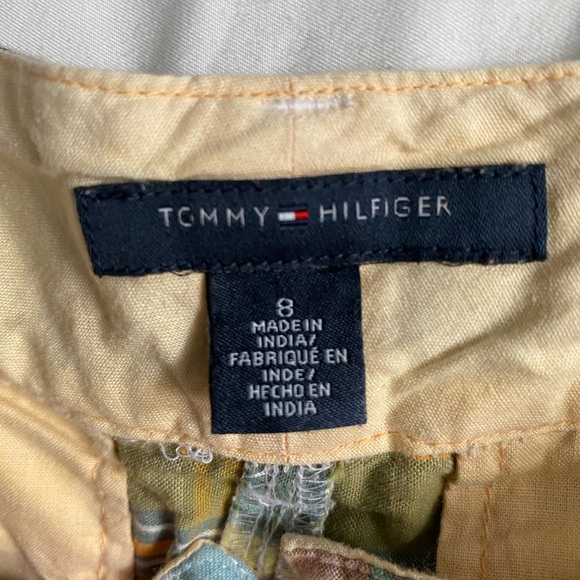 TOMMY HILFIGER
8
MADE IN
INDIA/
FABRIQUÉ EN
INDE/
HECHO EN
INDIA